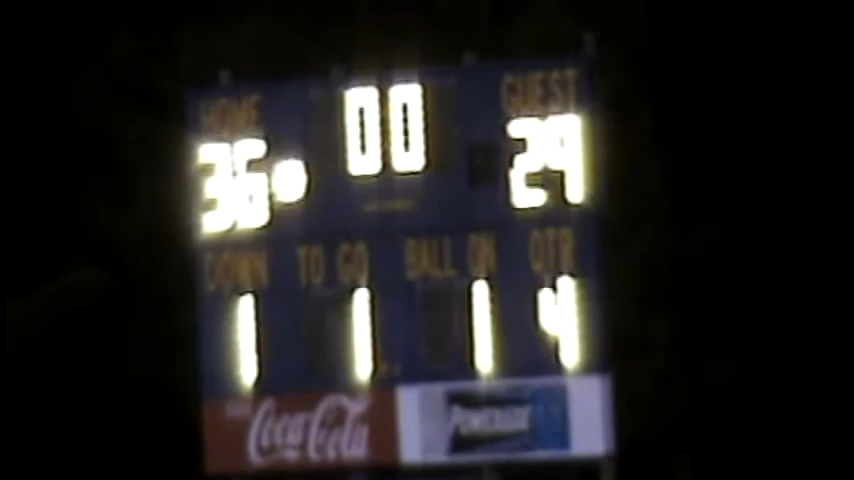 HOME 00 GUEST
36 29
DOWN TO GO BALL ON QTR
1 1 1 4
Coca-Cola POWERADE